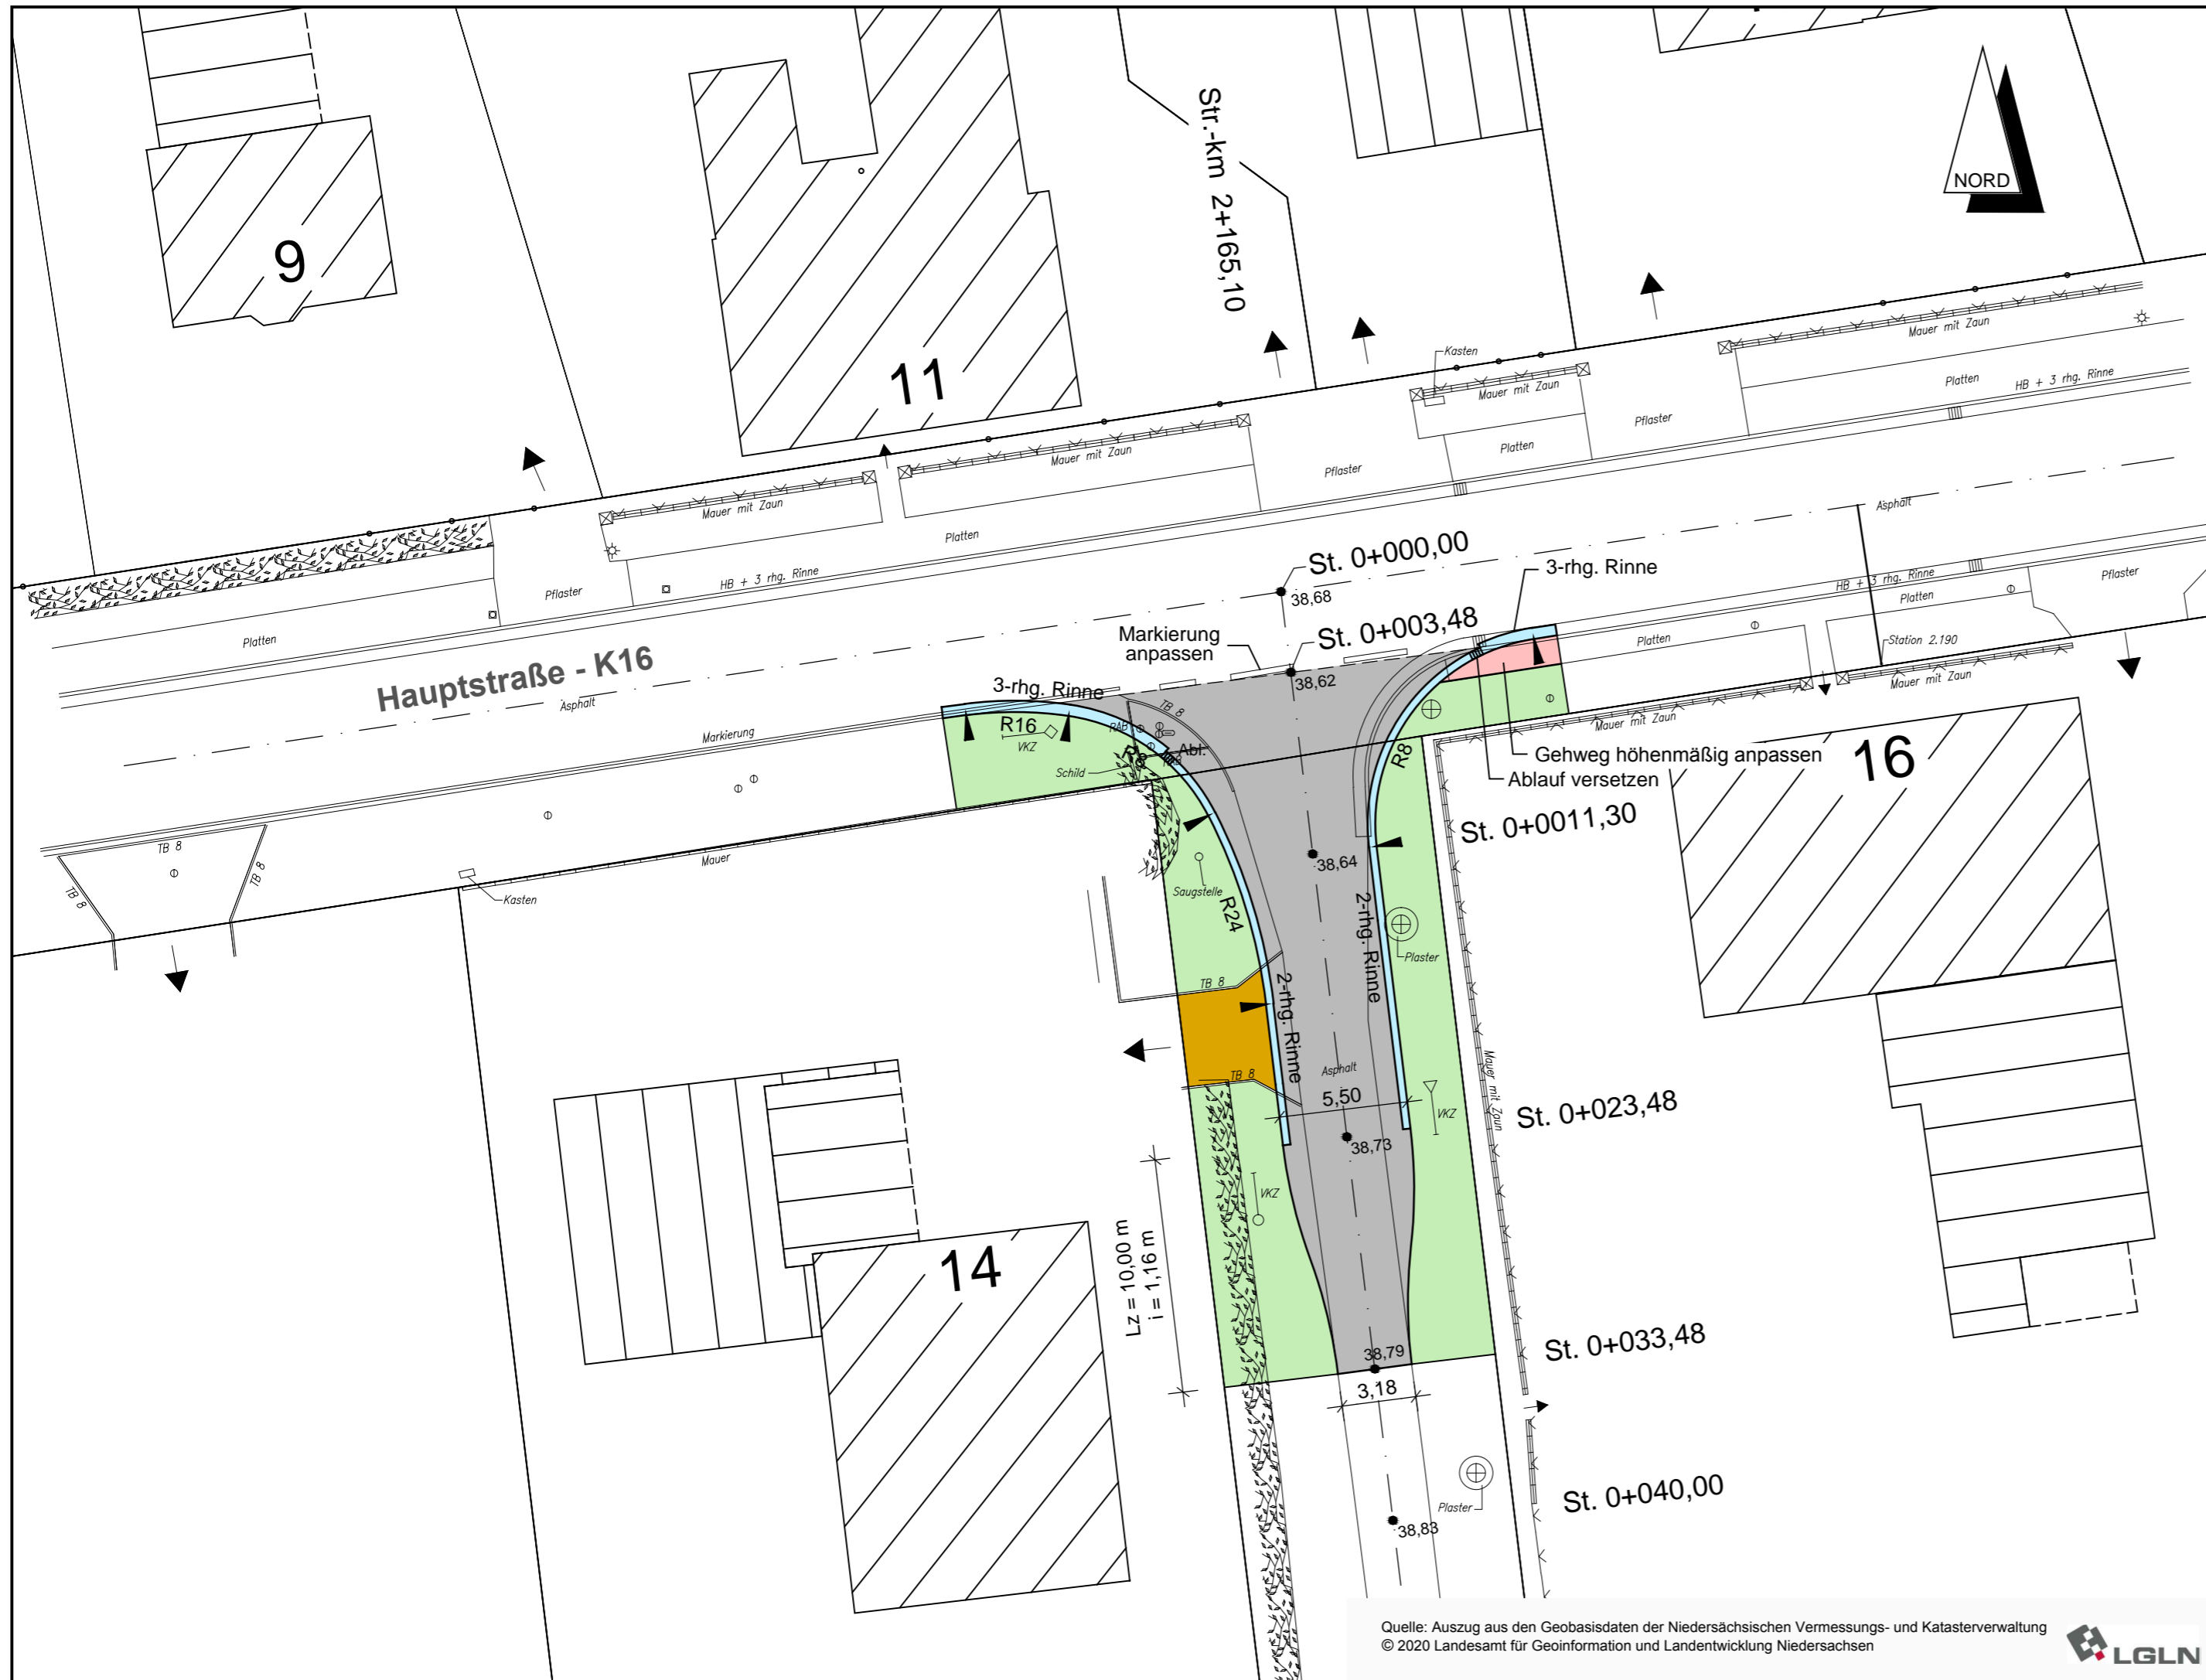 NORD
Str.-km 2+165,10
9
11
Kasten
Mauer mit Zaun
Mauer mit Zaun
Platten
HB + 3 rhg. Rinne
Pflaster
Platten
Mauer mit Zaun
Pflaster
Mauer mit Zaun
Asphalt
Platten
St. 0+000,00
38,68
3-rhg. Rinne
HB + 3 rhg. Rinne
Pflaster
Pflaster
HB + 3 rhg. Rinne
Platten
Platten
Markierung
anpassen
St. 0+003,48
38,62
Platten
Station 2.190
Mauer mit Zaun
Hauptstraße - K16
Asphalt
3-rhg. Rinne
Markierung
R16
VKZ
TB 8
RAB
Abl.
Schild
R8
R8
Mauer mit Zaun
Gehweg höhenmäßig anpassen
Ablauf versetzen
16
St. 0+0011,30
TB 8
TB 8
TB 8
Mauer
Kasten
38,64
Saugstelle
R24
2-rhg. Rinne
Plaster
TB 8
2-rhg. Rinne
TB 8
Asphalt
5,50
VKZ
Mauer mit Zaun
St. 0+023,48
38,73
VKZ
Lz = 10,00 m
i = 1,16 m
14
St. 0+033,48
38,79
3,18
St. 0+040,00
Plaster
38,83
Quelle: Auszug aus den Geobasisdaten der Niedersächsischen Vermessungs- und Katasterverwaltung
© 2020 Landesamt für Geoinformation und Landentwicklung Niedersachsen
LGLN